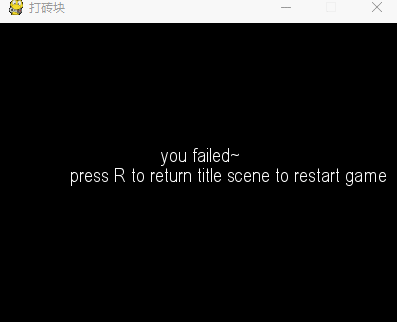 打砖块
you failed~
press R to return title scene to restart game